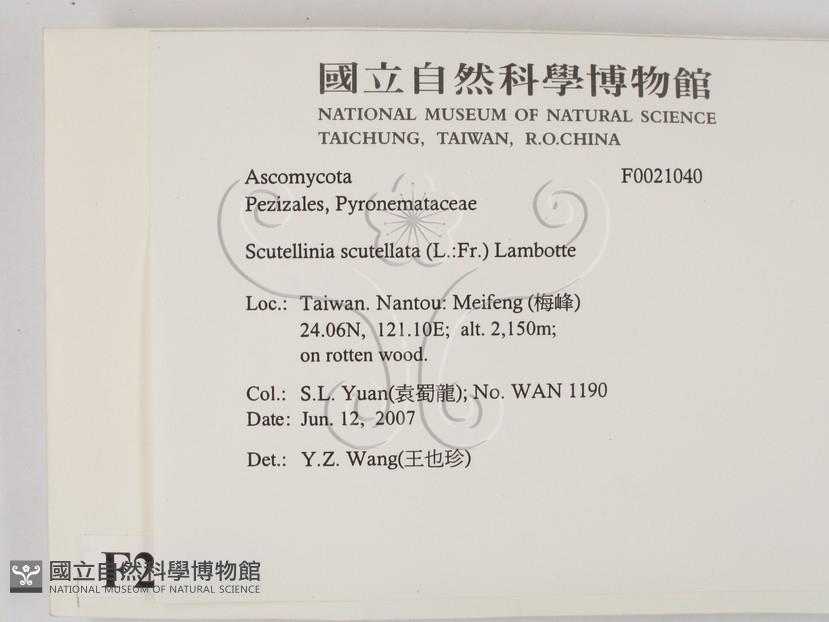 國立自然科學博物館
NATIONAL MUSEUM OF NATURAL SCIENCE
TAICHUNG, TAIWAN, R.O.CHINA
Ascomycota F0021040
Pezizales, Pyronemataceae
Scutellinia scutellata (L.:Fr.) Lambotte
Loc.: Taiwan. Nantou: Meifeng (梅峰)
24.06N, 121.10E; alt. 2,150m;
on rotten wood.
Col.: S.L. Yuan(袁蜀龍); No. WAN 1190
Date: Jun. 12, 2007
Det.: Y.Z. Wang(王也珍)
F2
國立自然科學博物館
NATIONAL MUSEUM OF NATURAL SCIENCE